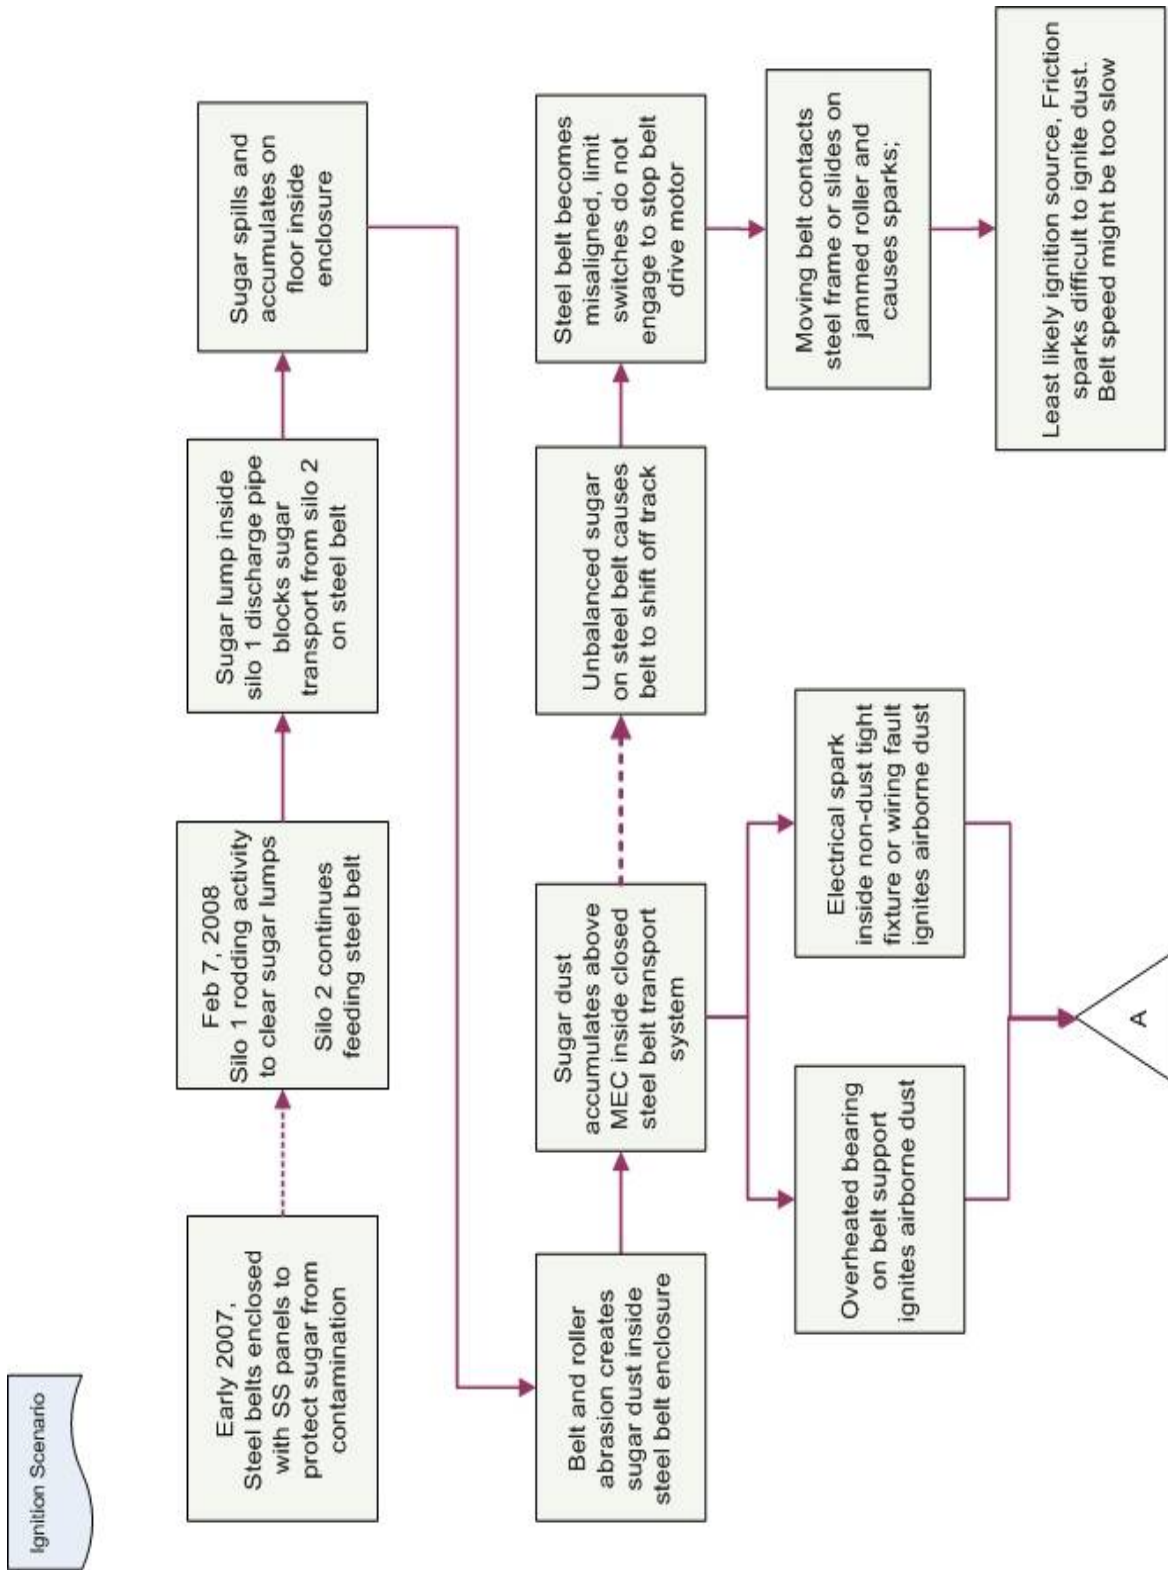 Ignition Scenario
Early 2007,
Steel belts enclosed
with SS panels to
protect sugar from
contamination
Feb 7, 2008
Silo 1 rodding activity
to clear sugar lumps
Silo 2 continues
feeding steel belt
Sugar lump inside
silo 1 discharge pipe
blocks sugar
transport from silo 2
on steel belt
Sugar spills and
accumulates on
floor inside
enclosure
Belt and roller
abrasion creates
sugar dust inside
steel belt enclosure
Sugar dust
accumulates above
MEC inside closed
steel belt transport
system
Unbalanced sugar
on steel belt causes
belt to shift off track
Steel belt becomes
misaligned, limit
switches do not
engage to stop belt
drive motor
Overheated bearing
on belt support
ignites airborne dust
Electrical spark
inside non-dust tight
fixture or wiring fault
ignites airborne dust
Moving belt contacts
steel frame or slides on
jammed roller and
causes sparks;
A
Least likely ignition source, Friction
sparks difficult to ignite dust.
Belt speed might be too slow